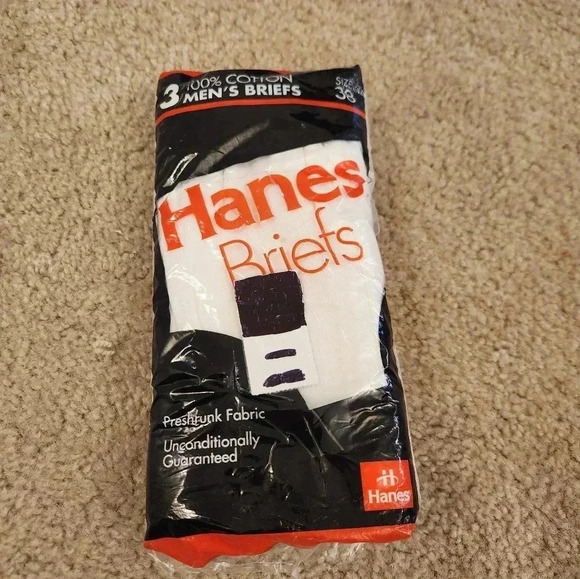 3 100% COTTON
MEN'S BRIEFS
Size
38
Hanes
Briefs
Preshrunk Fabric
Unconditionally
Guaranteed
H
Hanes